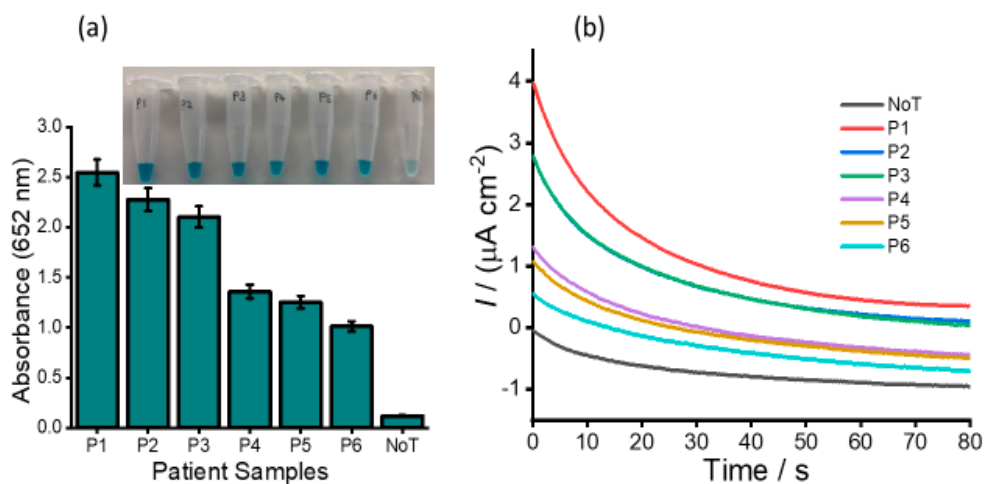 (a)
P1 P2 P3 P4 P5 P6
3.0
2.5
2.0
1.5
1.0
0.5
0.0
Absorbance (652 nm)
P1 P2 P3 P4 P5 P6 NoT
Patient Samples
(b)
4
3
2
1
0
-1
I / (μA cm⁻²)
NoT
P1
P2
P3
P4
P5
P6
0 10 20 30 40 50 60 70 80
Time / s